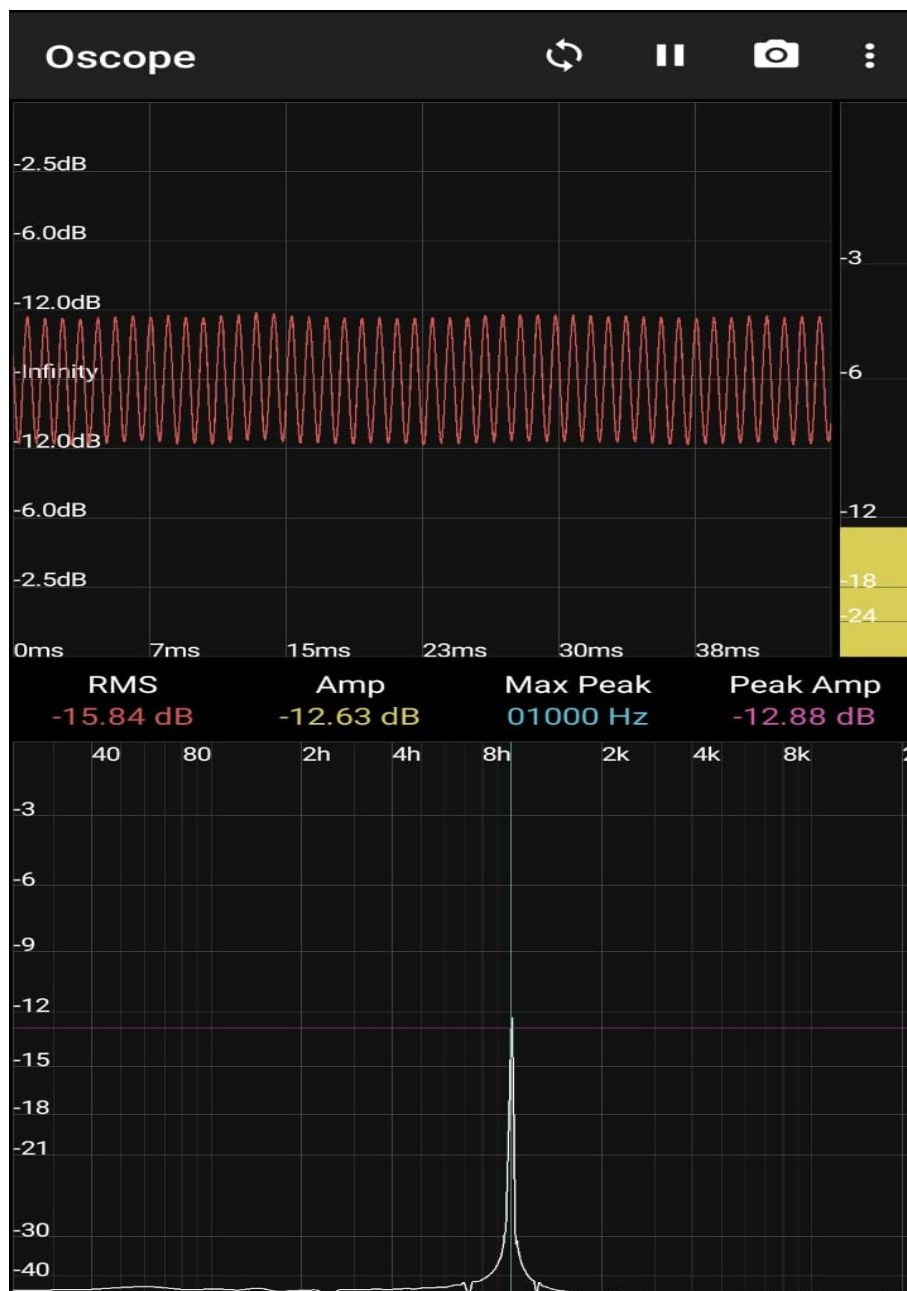 Oscope
-2.5dB
-6.0dB
-12.0dB
-Infinity
-12.0dB
-6.0dB
-2.5dB
0ms 7ms 15ms 23ms 30ms 38ms
-3
-6
-12
-18
-24
RMS Amp Max Peak Peak Amp
-15.84 dB -12.63 dB 01000 Hz -12.88 dB
40 80 2h 4h 8h 2k 4k 8k
-3
-6
-9
-12
-15
-18
-21
-30
-40